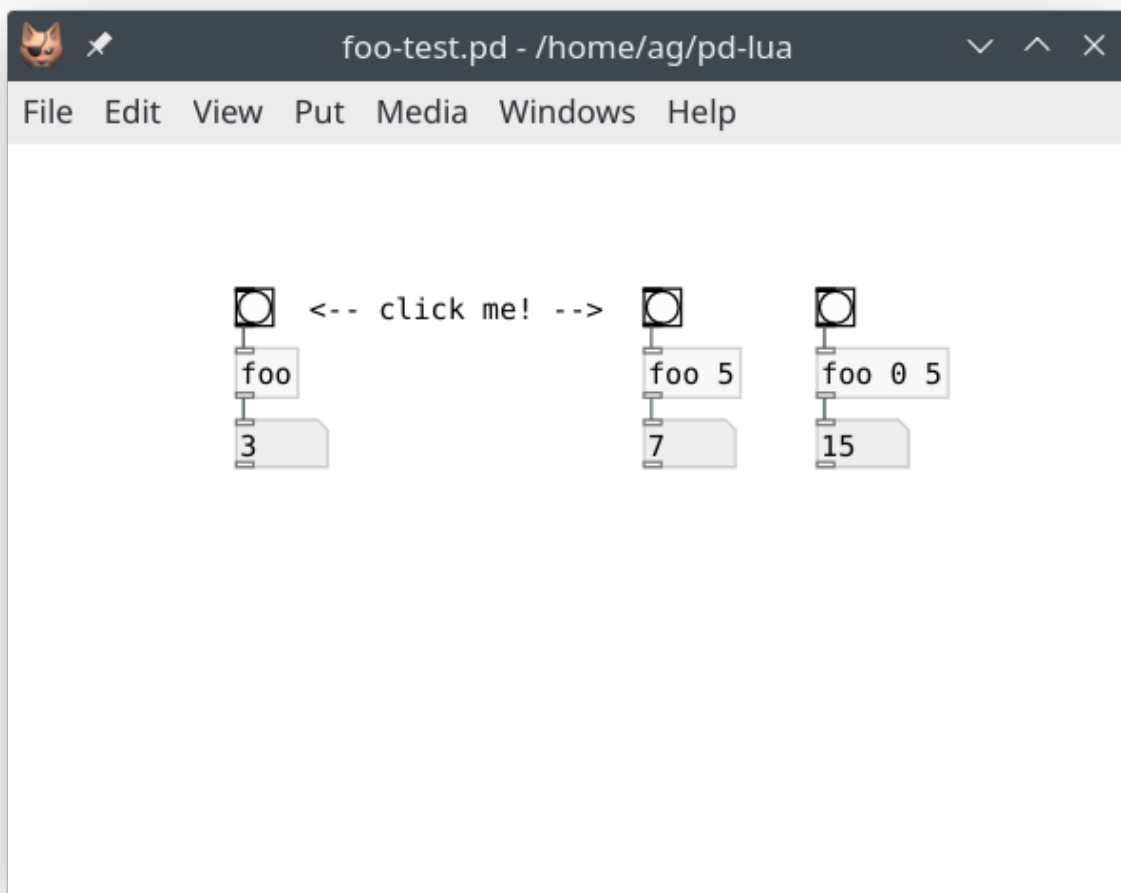 foo-test.pd - /home/ag/pd-lua
File Edit View Put Media Windows Help
<-- click me! -->
foo foo 5 foo 0 5
3 7 15